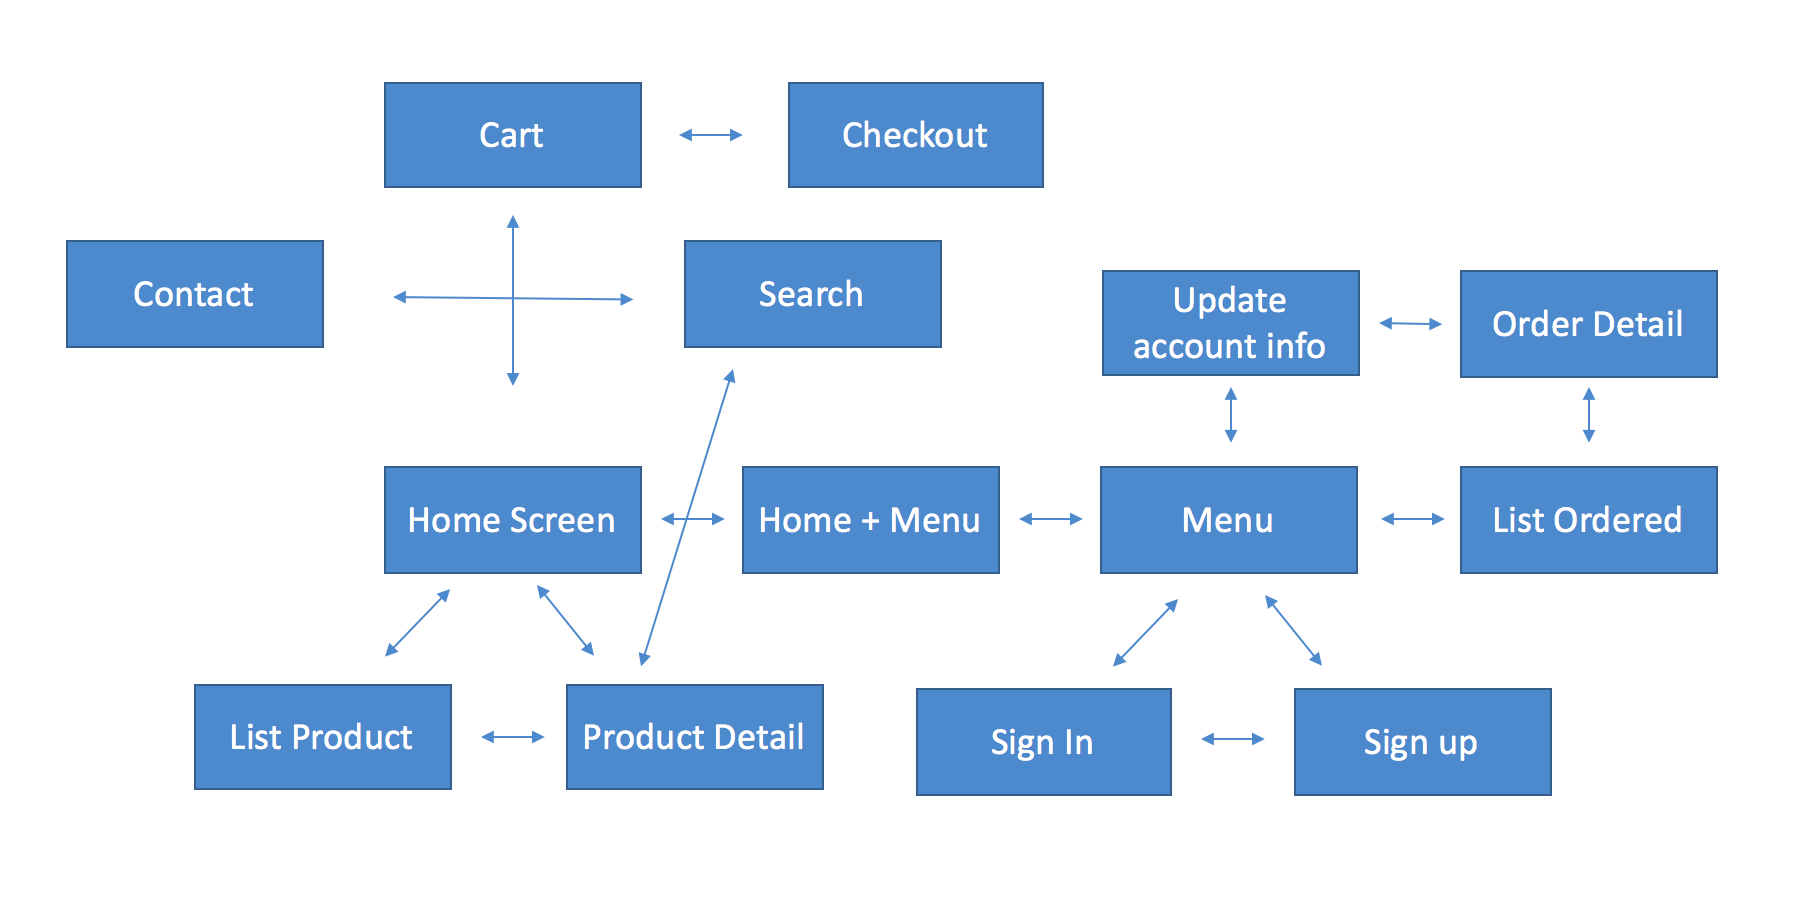 Cart
Checkout
Contact
Search
Update
account info
Order Detail
Home Screen
Home + Menu
Menu
List Ordered
List Product
Product Detail
Sign In
Sign up